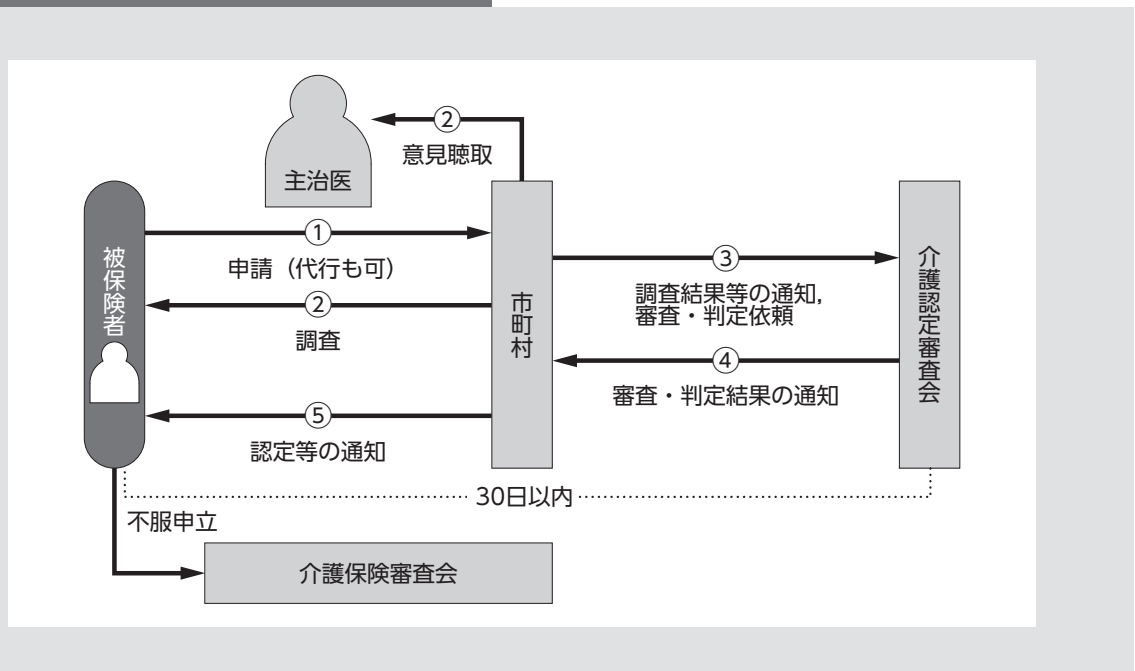 ②
意見聴取
主治医
被保険者
①
申請（代行も可）
②
調査
⑤
認定等の通知
市町村
③
調査結果等の通知,
審査・判定依頼
④
審査・判定結果の通知
介護認定審査会
30日以内
不服申立
介護保険審査会